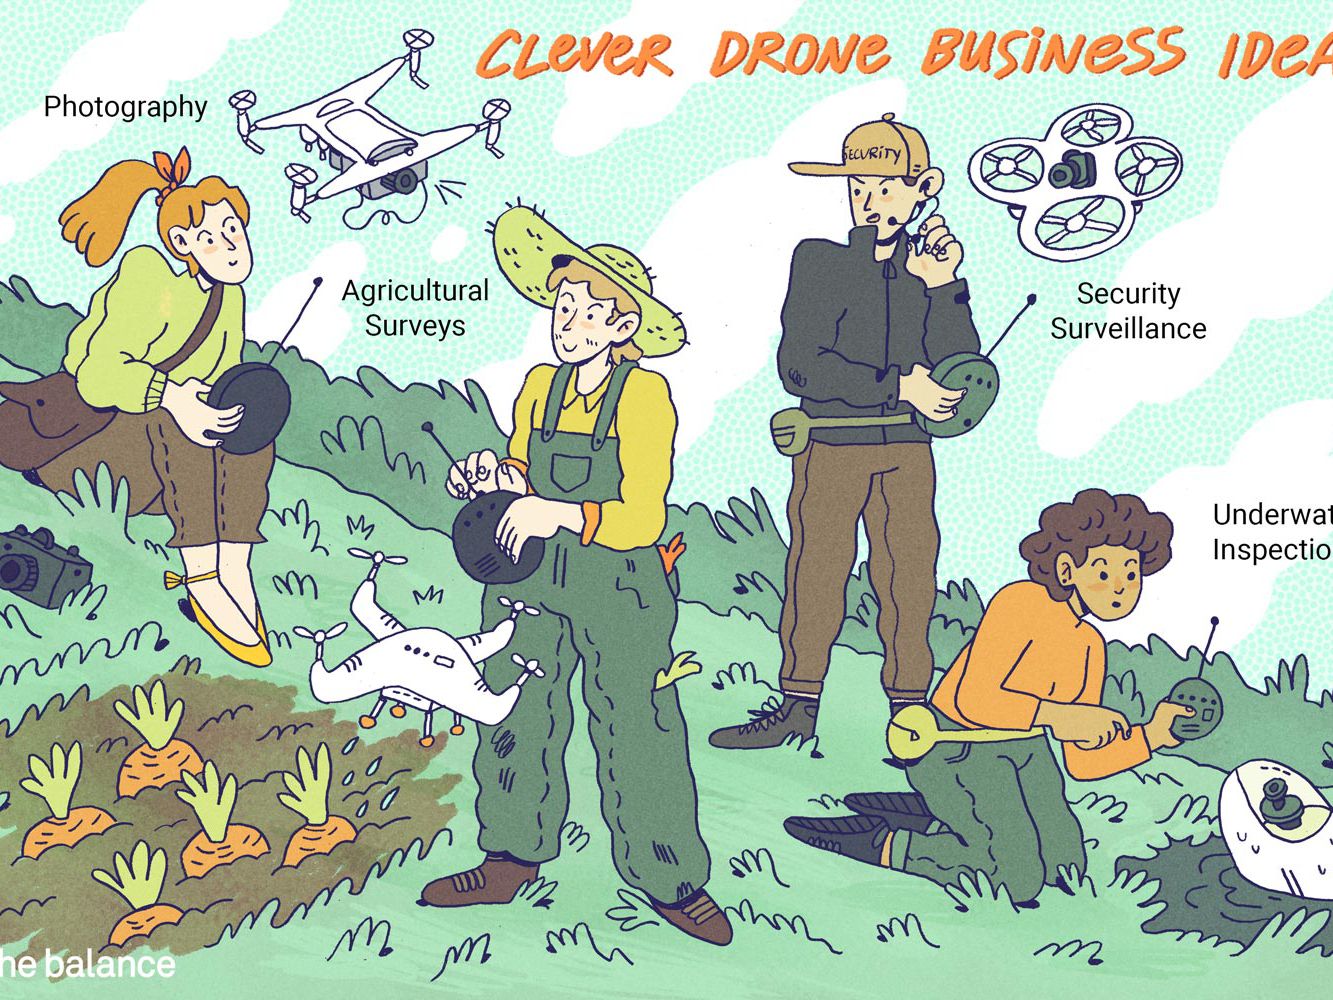 CLEVER DRONE BUSINESS IDEA
Photography
SECURITY
Agricultural
Surveys
Security
Surveillance
Underwat
Inspectio
the balance